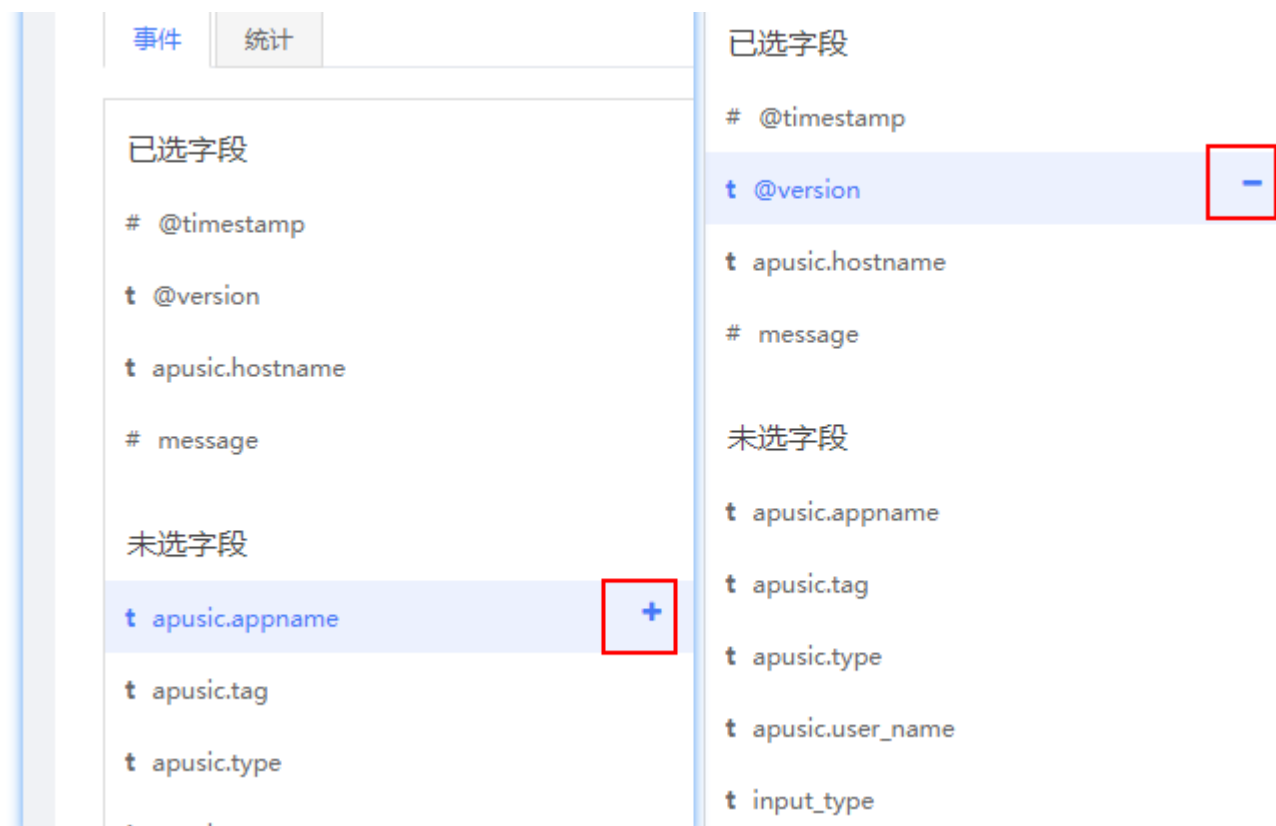 事件 统计
已选字段
# @timestamp
t @version
t apusic.hostname
# message
未选字段
t apusic.appname +
t apusic.tag
t apusic.type
已选字段
# @timestamp
t @version −
t apusic.hostname
# message
未选字段
t apusic.appname
t apusic.tag
t apusic.type
t apusic.user_name
t input_type